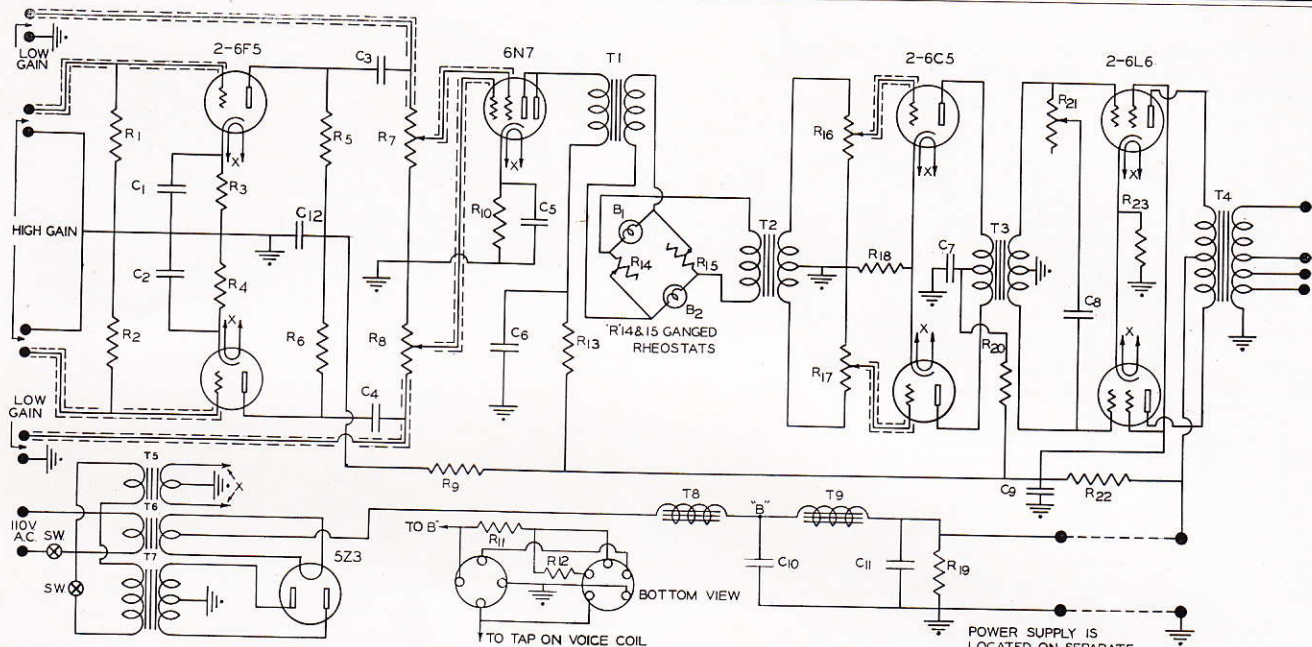 LOW
GAIN
HIGH GAIN
LOW
GAIN
2-6F5
R1
R2
C1
C2
R3
R4
X
X
C12
R5
R6
C3
C4
R7
R8
6N7
X
R10
C5
T1
C6
R13
B1
R14
R15
B2
"R"14&15 GANGED
RHEOSTATS
T2
R16
R17
R18
2-6C5
X
X
C7
R20
T3
R21
C8
2-6L6
X
X
R23
T4
R9
C9
R22
T5
X
T6
110V
A.C.
SW.
T7
SW
5Z3
TO B
R11
R12
BOTTOM VIEW
TO TAP ON VOICE COIL
T8
"B"
T9
C10
C11
R19
POWER SUPPLY IS
LOCATED ON SEPARATE